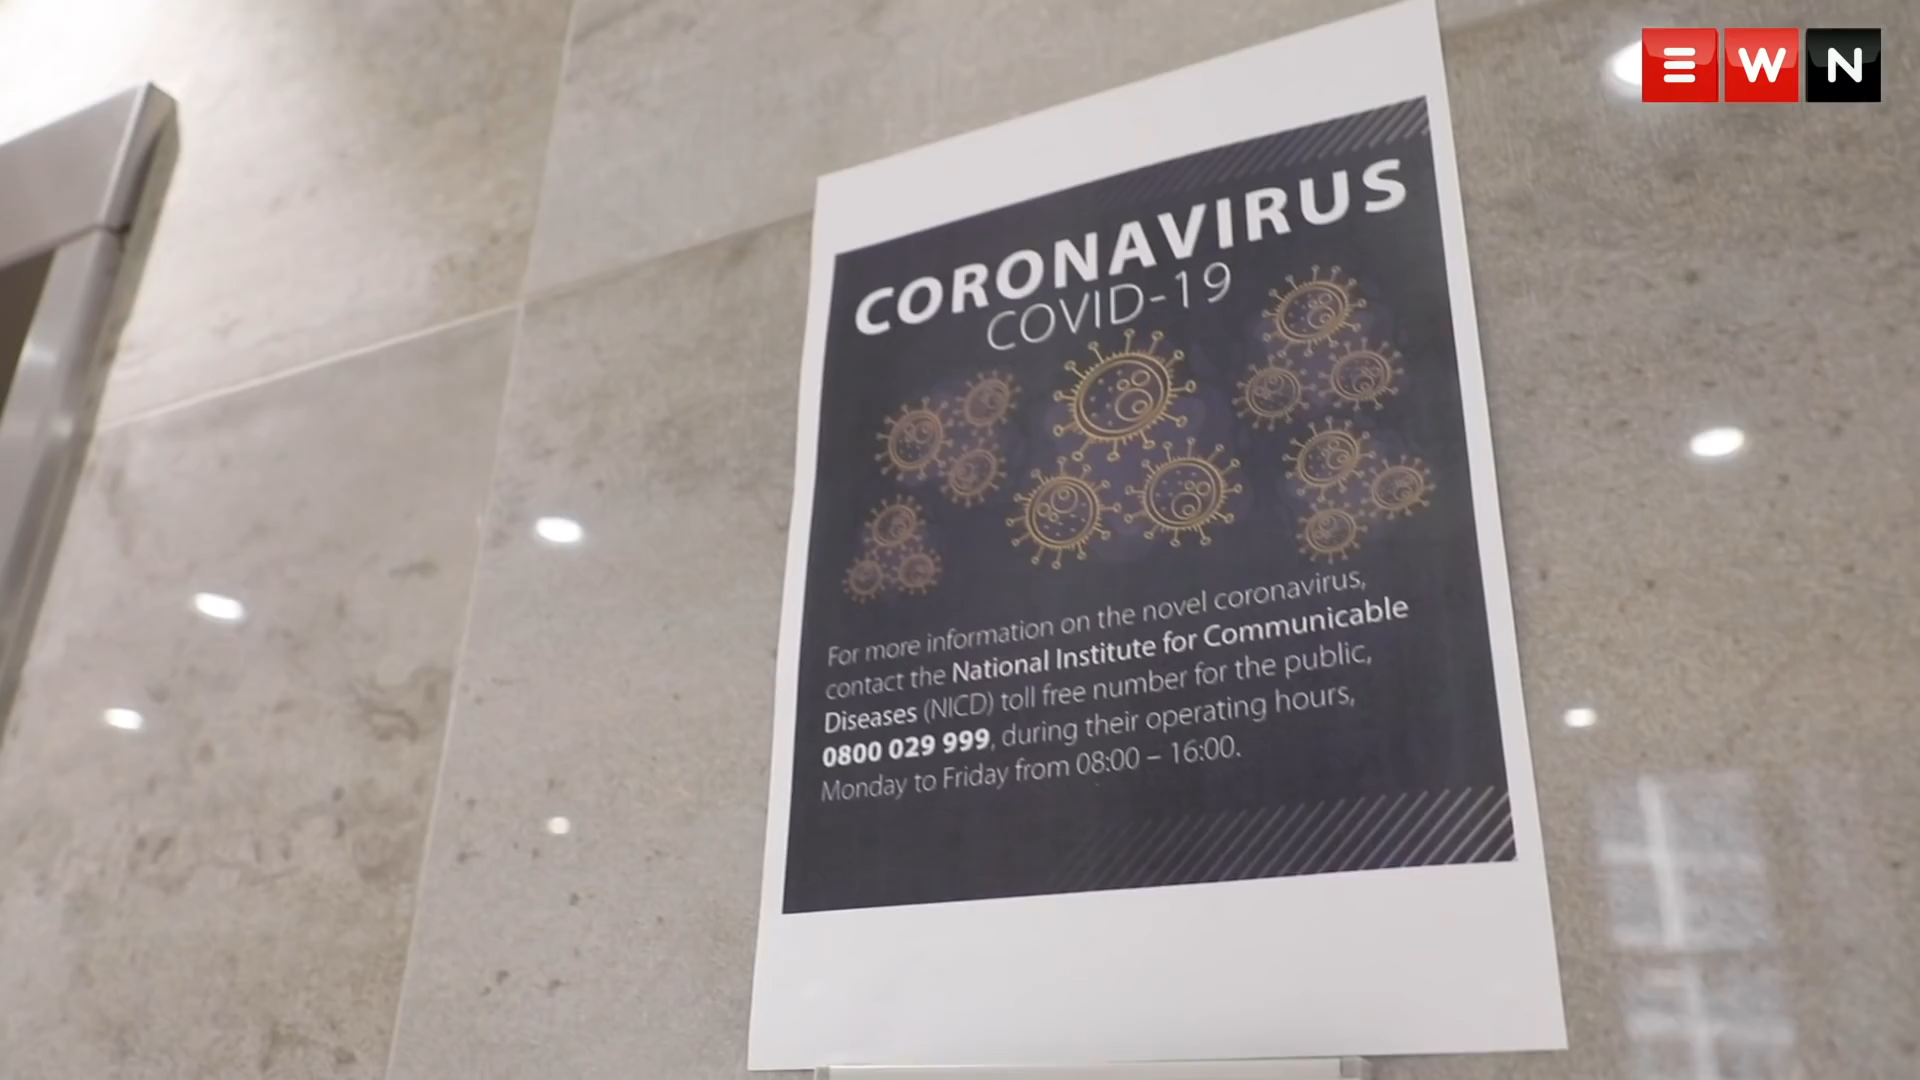 EWN
CORONAVIRUS
COVID-19
For more information on the novel coronavirus,
contact the National Institute for Communicable
Diseases (NICD) toll free number for the public,
0800 029 999, during their operating hours,
Monday to Friday from 08:00 – 16:00.